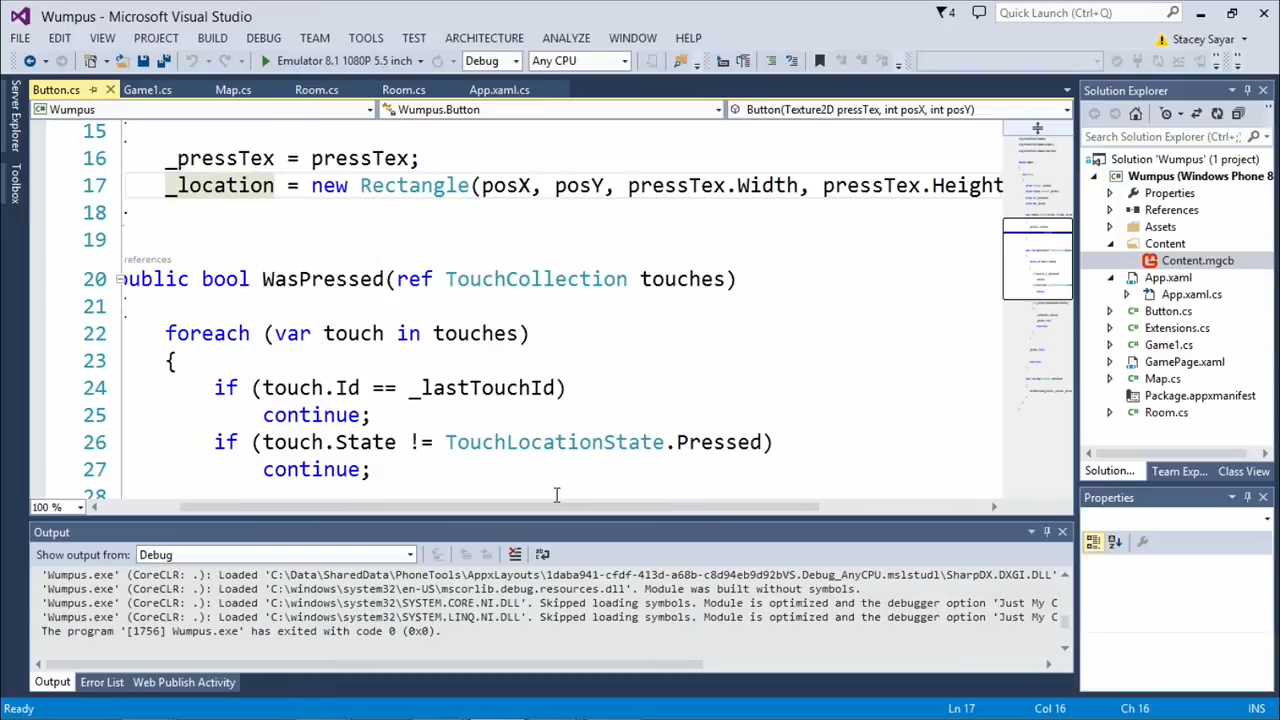 Wumpus - Microsoft Visual Studio
4
Quick Launch (Ctrl+Q)
FILE EDIT VIEW PROJECT BUILD DEBUG TEAM TOOLS TEST ARCHITECTURE ANALYZE WINDOW HELP
Stacey Sayar
Emulator 8.1 1080P 5.5 inch
Debug
Any CPU
Server Explorer
Toolbox
Button.cs Game1.cs Map.cs Room.cs Room.cs App.xaml.cs
Wumpus
Wumpus.Button
Button(Texture2D pressTex, int posX, int posY)
15
16 _pressTex = pressTex;
17 _location = new Rectangle(posX, posY, pressTex.Width, pressTex.Height
18
19
references
20 public bool WasPressed(ref TouchCollection touches)
21
22 foreach (var touch in touches)
23 {
24 if (touch.Id == _lastTouchId)
25 continue;
26 if (touch.State != TouchLocationState.Pressed)
27 continue;
28
100 %
Output
Show output from: Debug
'Wumpus.exe' (CoreCLR: .): Loaded 'C:\Data\SharedData\PhoneTools\AppxLayouts\1daba941-cfdf-413d-a68b-c8d94eb9d92bVS.Debug_AnyCPU.mslstudl\SharpDX.DXGI.DLL'
'Wumpus.exe' (CoreCLR: .): Loaded 'C:\windows\system32\en-US\mscorlib.debug.resources.dll'. Module was built without symbols.
'Wumpus.exe' (CoreCLR: .): Loaded 'C:\windows\system32\SYSTEM.CORE.NI.DLL'. Skipped loading symbols. Module is optimized and the debugger option 'Just My C
'Wumpus.exe' (CoreCLR: .): Loaded 'C:\windows\system32\SYSTEM.LINQ.NI.DLL'. Skipped loading symbols. Module is optimized and the debugger option 'Just My C
The program '[1756] Wumpus.exe' has exited with code 0 (0x0).
Output Error List Web Publish Activity
Solution Explorer
Search Solution Explorer (Ctrl+;)
Solution 'Wumpus' (1 project)
Wumpus (Windows Phone 8
Properties
References
Assets
Content
Content.mgcb
App.xaml
App.xaml.cs
Button.cs
Extensions.cs
Game1.cs
GamePage.xaml
Map.cs
Package.appxmanifest
Room.cs
Solution... Team Exp... Class View
Properties
Ready
Ln 17
Col 16
Ch 16
INS